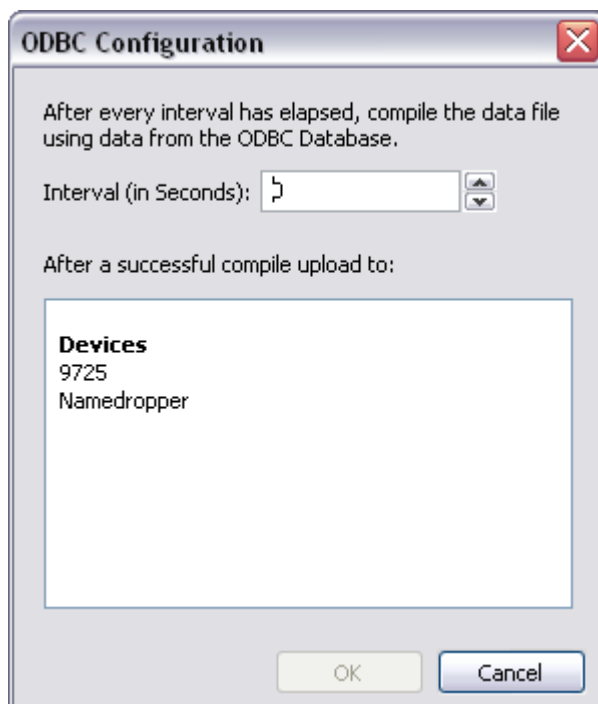 ODBC Configuration
After every interval has elapsed, compile the data file
using data from the ODBC Database.
Interval (in Seconds):
After a successful compile upload to:
Devices
9725
Namedropper
OK
Cancel